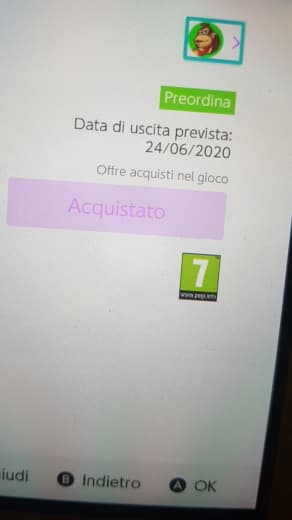 Preordina
Data di uscita prevista:
24/06/2020
Offre acquisti nel gioco
Acquistato
7
www.pegi.info
iudi B Indietro A OK